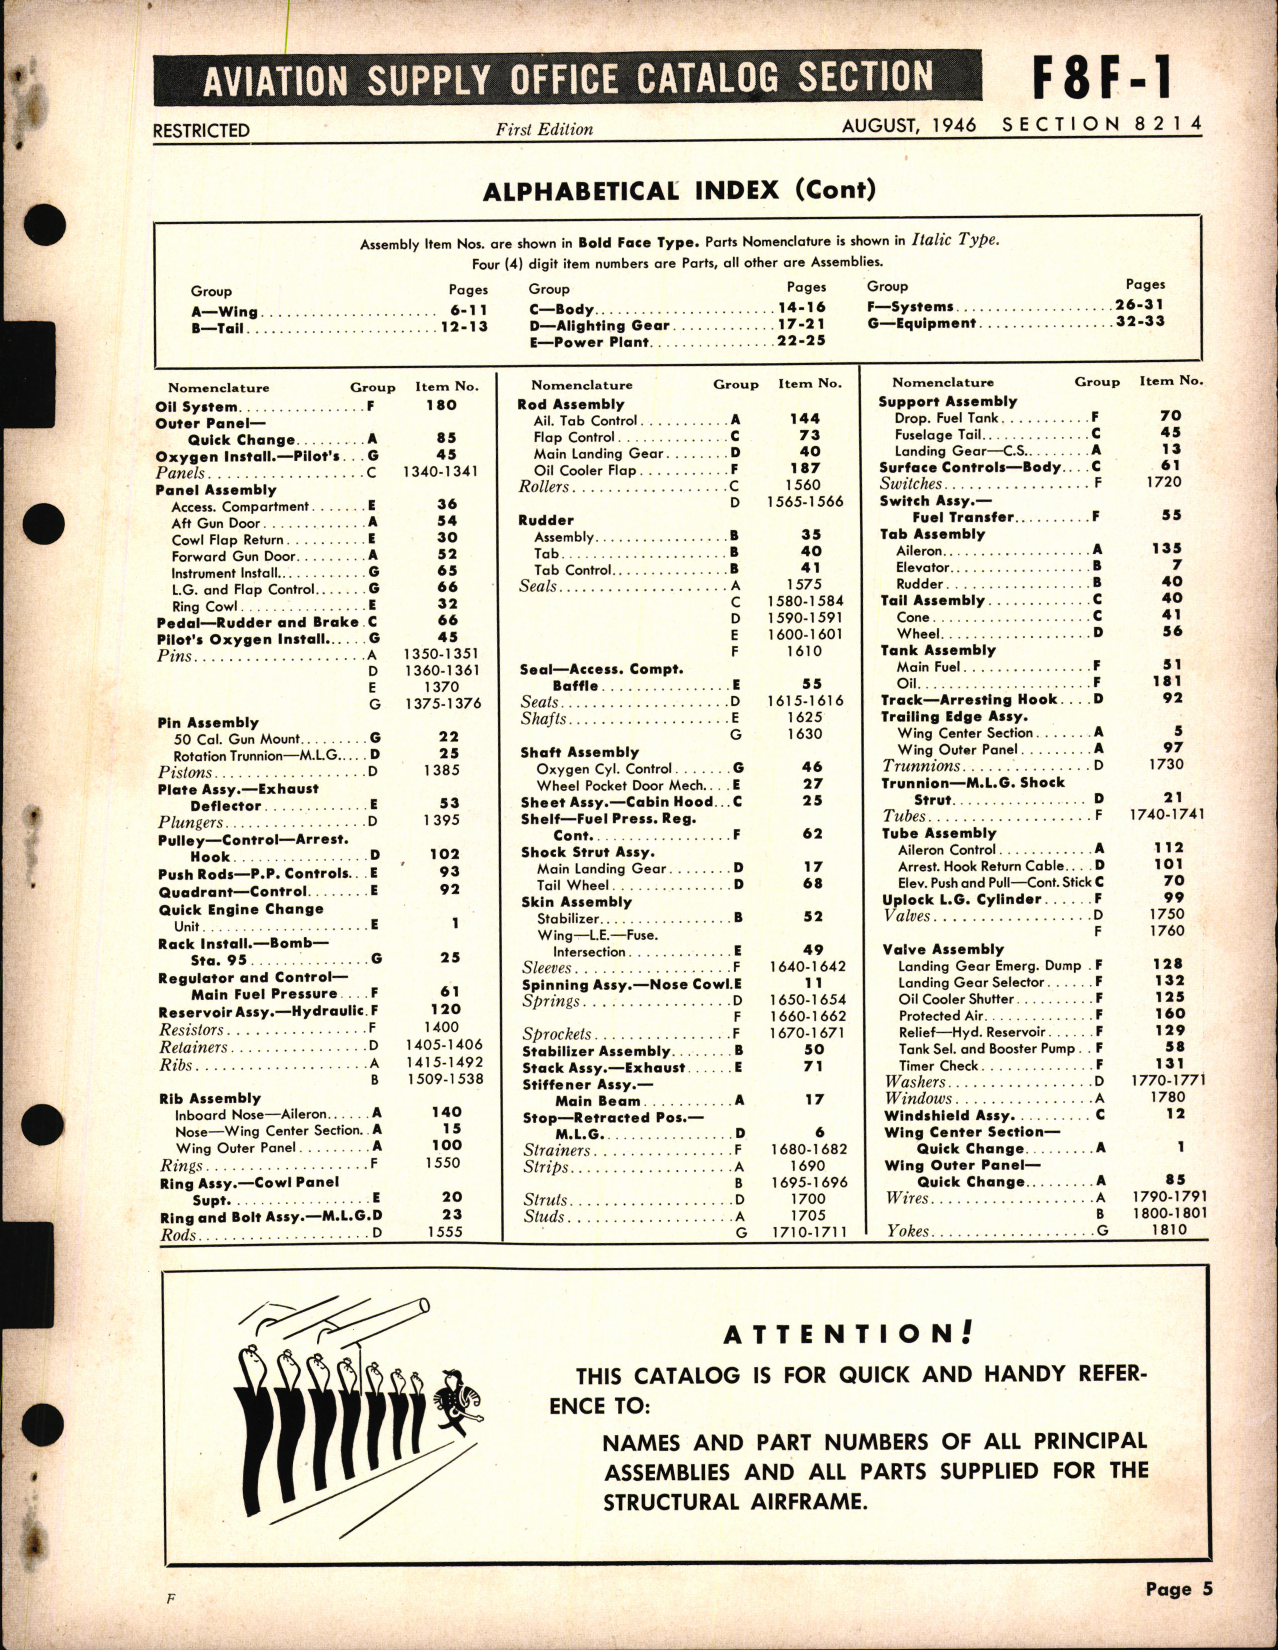 AVIATION SUPPLY OFFICE CATALOG SECTION F8F-1
RESTRICTED First Edition AUGUST, 1946 SECTION 8214
ALPHABETICAL INDEX (Cont)
Assembly Item Nos. are shown in Bold Face Type. Parts Nomenclature is shown in Italic Type.
Four (4) digit item numbers are Parts, all other are Assemblies.
Group Pages
A—Wing........................ 6-11
B—Tail........................ 12-13
Group Pages
C—Body........................ 14-16
D—Alighting Gear............. 17-21
E—Power Plant................ 22-25
Group Pages
F—Systems.................... 26-31
G—Equipment................. 32-33
Nomenclature Group Item No.
Oil System................ F 180
Outer Panel—
Quick Change......... A 85
Oxygen Install.—Pilot's... G 45
Panels.................... C 1340-1341
Panel Assembly
Access. Compartment....... E 36
Aft Gun Door............. A 54
Cowl Flap Return.......... E 30
Forward Gun Door......... A 52
Instrument Install............ G 65
L.G. and Flap Control....... G 66
Ring Cowl................ E 32
Pedal—Rudder and Brake. C 66
Pilot's Oxygen Install...... G 45
Pins..................... A 1350-1351
D 1360-1361
E 1370
G 1375-1376
Pin Assembly
50 Cal. Gun Mount......... G 22
Rotation Trunnion—M.L.G..... D 25
Pistons................... D 1385
Plate Assy.—Exhaust
Deflector............. E 53
Plungers................. D 1395
Pulley—Control—Arrest.
Hook................ D 102
Push Rods—P.P. Controls... E 93
Quadrant—Control........ E 92
Quick Engine Change
Unit.................... E 1
Rack Install.—Bomb—
Sta. 95.............. G 25
Regulator and Control—
Main Fuel Pressure.... F 61
Reservoir Assy.—Hydraulic. F 120
Resistors................. F 1400
Retainers................ D 1405-1406
Ribs..................... A 1415-1492
B 1509-1538
Rib Assembly
Inboard Nose—Aileron...... A 140
Nose—Wing Center Section.. A 15
Wing Outer Panel......... A 100
Rings.................... F 1550
Ring Assy.—Cowl Panel
Supt................. E 20
Ring and Bolt Assy.—M.L.G. D 23
Rods..................... D 1555
Nomenclature Group Item No.
Rod Assembly
Ail. Tab Control........... A 144
Flap Control............. C 73
Main Landing Gear........ D 40
Oil Cooler Flap........... F 187
Rollers................... C 1560
D 1565-1566
Rudder
Assembly................ B 35
Tab..................... B 40
Tab Control.............. B 41
Seals..................... A 1575
C 1580-1584
D 1590-1591
E 1600-1601
F 1610
Seal—Access. Compt.
Baffle................ E 55
Seats..................... D 1615-1616
Shafts.................... E 1625
G 1630
Shaft Assembly
Oxygen Cyl. Control....... G 46
Wheel Pocket Door Mech.... E 27
Sheet Assy.—Cabin Hood... C 25
Shelf—Fuel Press. Reg.
Cont................. F 62
Shock Strut Assy.
Main Landing Gear........ D 17
Tail Wheel............... D 68
Skin Assembly
Stabilizer................. B 52
Wing—L.E.—Fuse.
Intersection............. E 49
Sleeves................... F 1640-1642
Spinning Assy.—Nose Cowl. E 11
Springs.................. D 1650-1654
F 1660-1662
Sprockets................. F 1670-1671
Stabilizer Assembly........ B 50
Stack Assy.—Exhaust...... E 71
Stiffener Assy.—
Main Beam........... A 17
Stop—Retracted Pos.—
M.L.G................ D 6
Strainers................. F 1680-1682
Strips.................... A 1690
B 1695-1696
Struts.................... D 1700
Studs.................... A 1705
G 1710-1711
Nomenclature Group Item No.
Support Assembly
Drop. Fuel Tank........... F 70
Fuselage Tail............. C 45
Landing Gear—C.S......... A 13
Surface Controls—Body.... C 61
Switches................. F 1720
Switch Assy.—
Fuel Transfer.......... F 55
Tab Assembly
Aileron.................. A 135
Elevator................. B 7
Rudder.................. B 40
Tail Assembly............ C 40
Cone................... C 41
Wheel.................. D 56
Tank Assembly
Main Fuel............... F 51
Oil..................... F 181
Track—Arresting Hook.... D 92
Trailing Edge Assy.
Wing Center Section....... A 5
Wing Outer Panel......... A 97
Trunnions................ D 1730
Trunnion—M.L.G. Shock
Strut................. D 21
Tubes.................... F 1740-1741
Tube Assembly
Aileron Control........... A 112
Arrest. Hook Return Cable.... D 101
Elev. Push and Pull—Cont. Stick C 70
Uplock L.G. Cylinder...... F 99
Valves................... D 1750
F 1760
Valve Assembly
Landing Gear Emerg. Dump. F 128
Landing Gear Selector...... F 132
Oil Cooler Shutter......... F 125
Protected Air............. F 160
Relief—Hyd. Reservoir...... F 129
Tank Sel. and Booster Pump.. F 58
Timer Check.............. F 131
Washers................. D 1770-1771
Windows................. A 1780
Windshield Assy.......... C 12
Wing Center Section—
Quick Change......... A 1
Wing Outer Panel—
Quick Change......... A 85
Wires.................... A 1790-1791
B 1800-1801
Yokes.................... G 1810
ATTENTION!
THIS CATALOG IS FOR QUICK AND HANDY REFER-
ENCE TO:
NAMES AND PART NUMBERS OF ALL PRINCIPAL
ASSEMBLIES AND ALL PARTS SUPPLIED FOR THE
STRUCTURAL AIRFRAME.
F Page 5